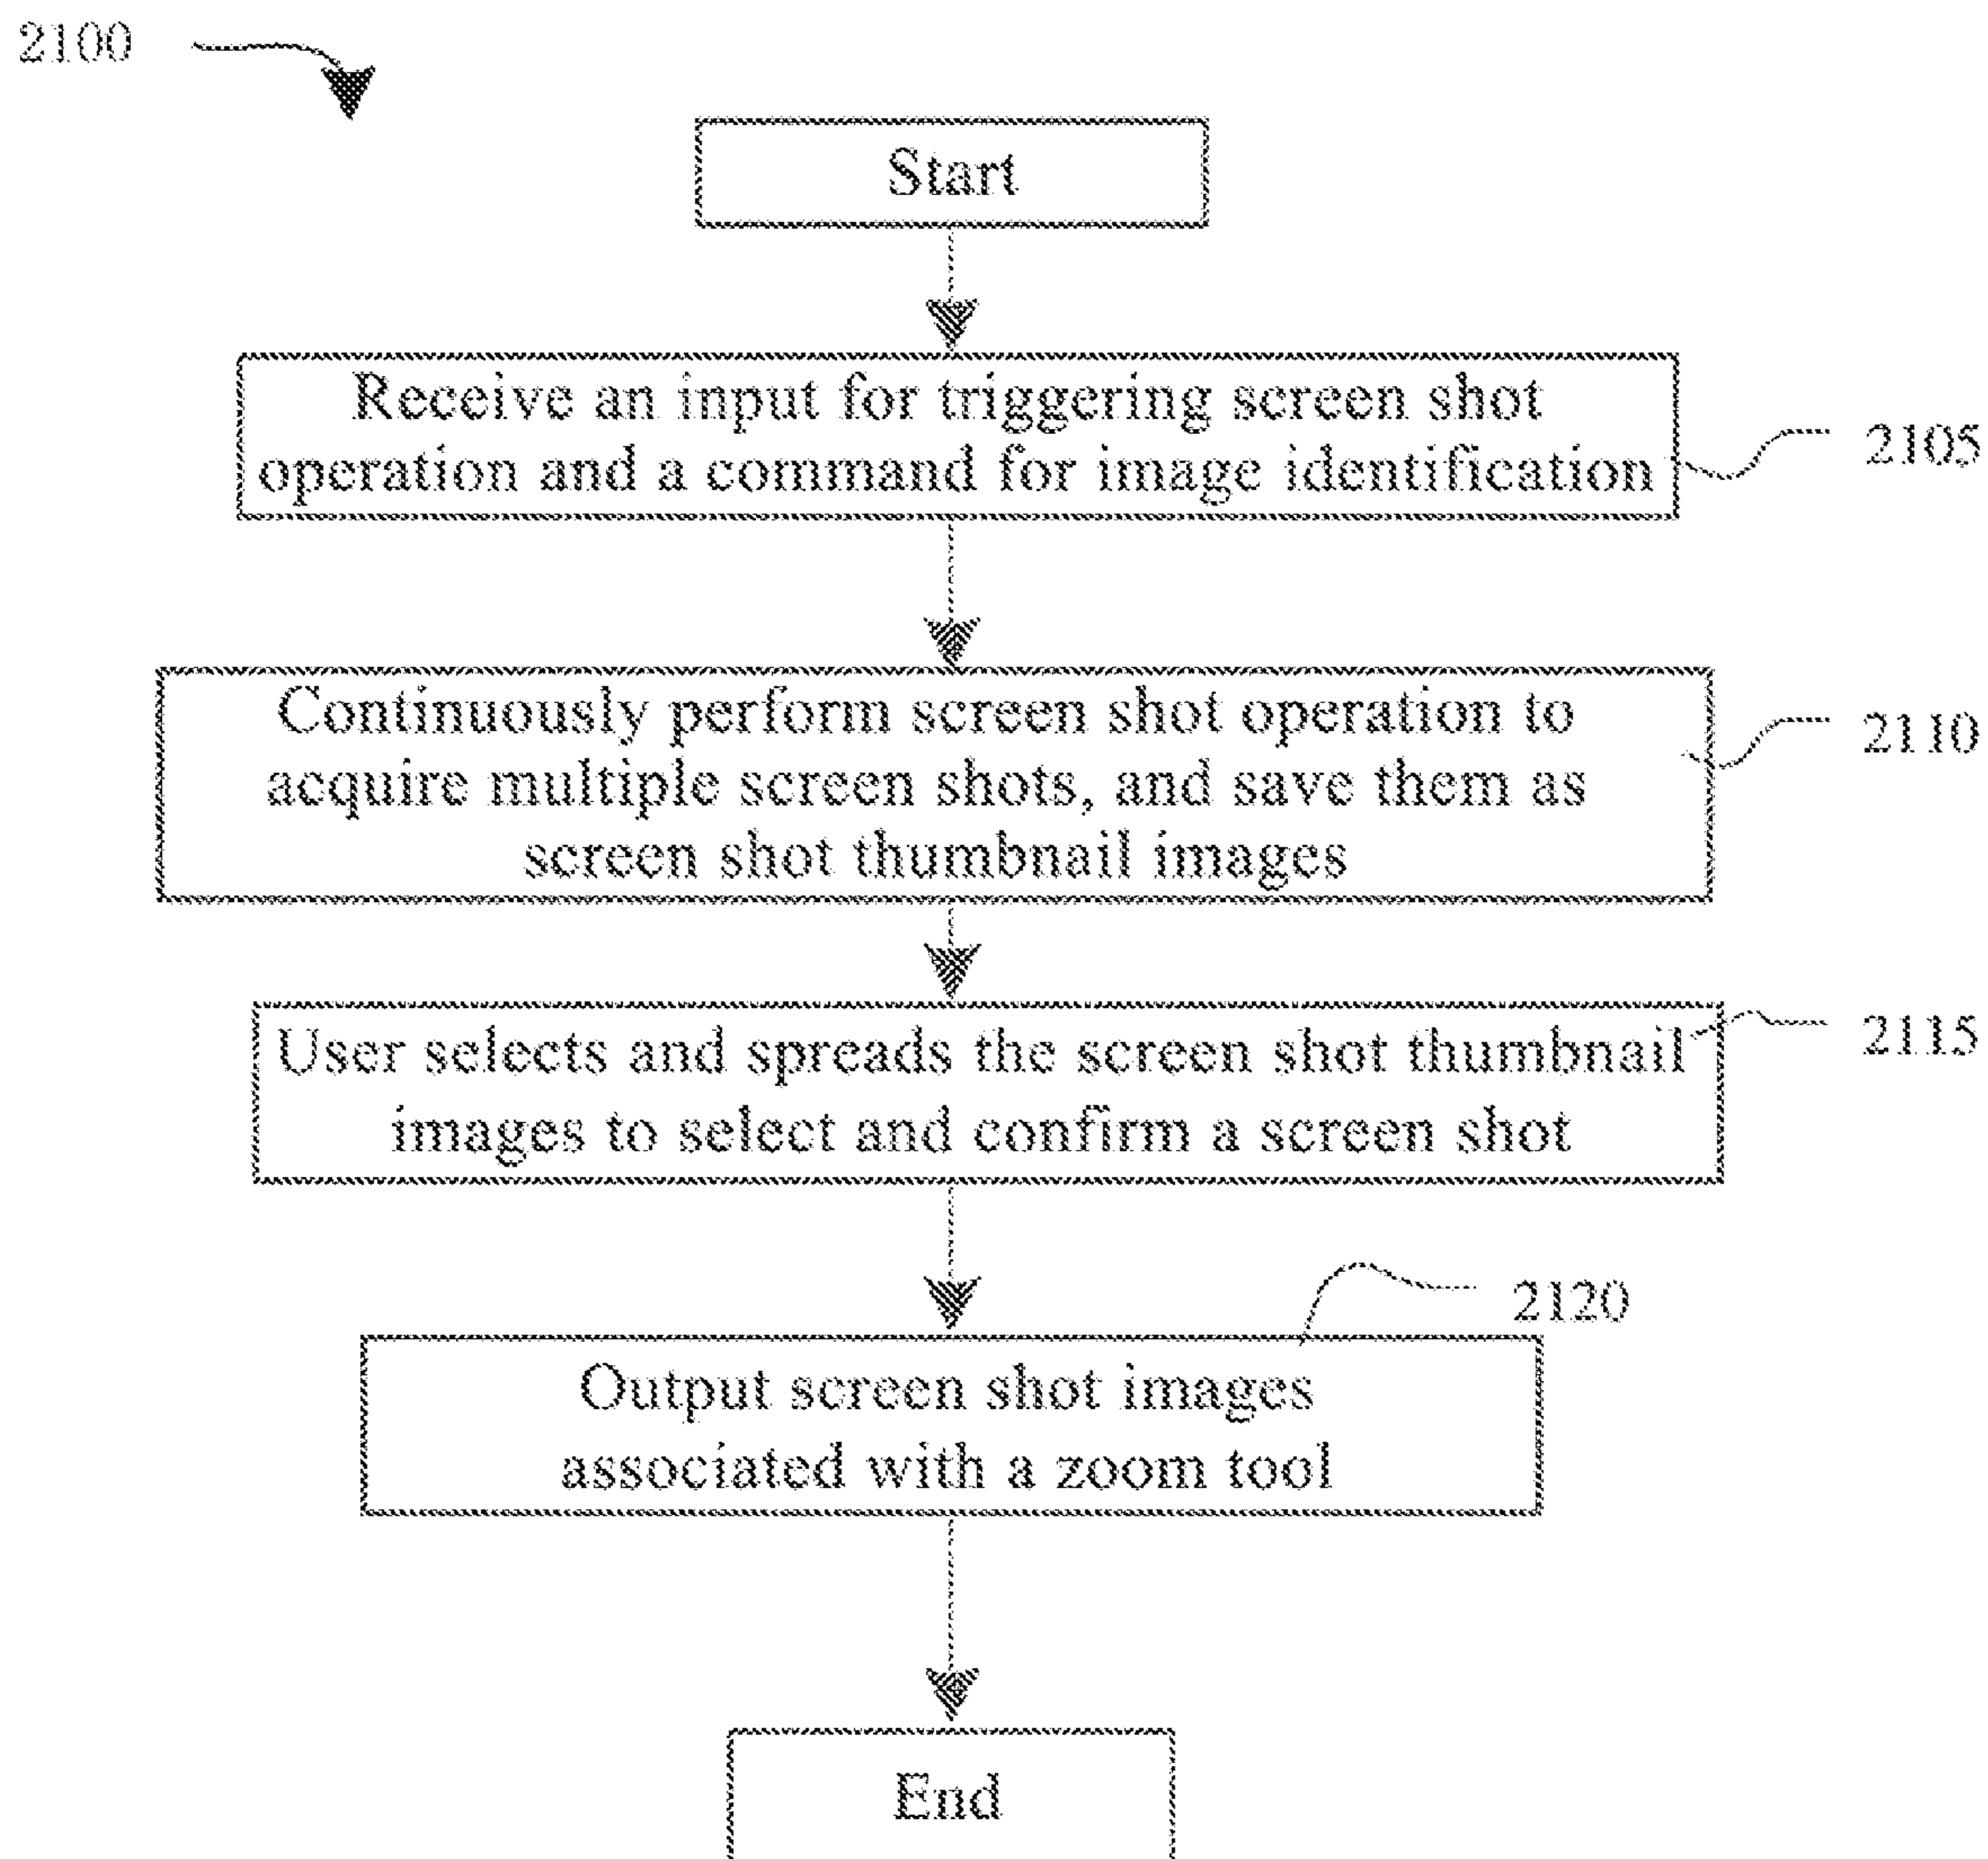 2100
Start
Receive an input for triggering screen shot
operation and a command for image identification
2105
Continuously perform screen shot operation to
acquire multiple screen shots, and save them as
screen shot thumbnail images
2110
User selects and spreads the screen shot thumbnail
images to select and confirm a screen shot
2115
2120
Output screen shot images
associated with a zoom tool
End